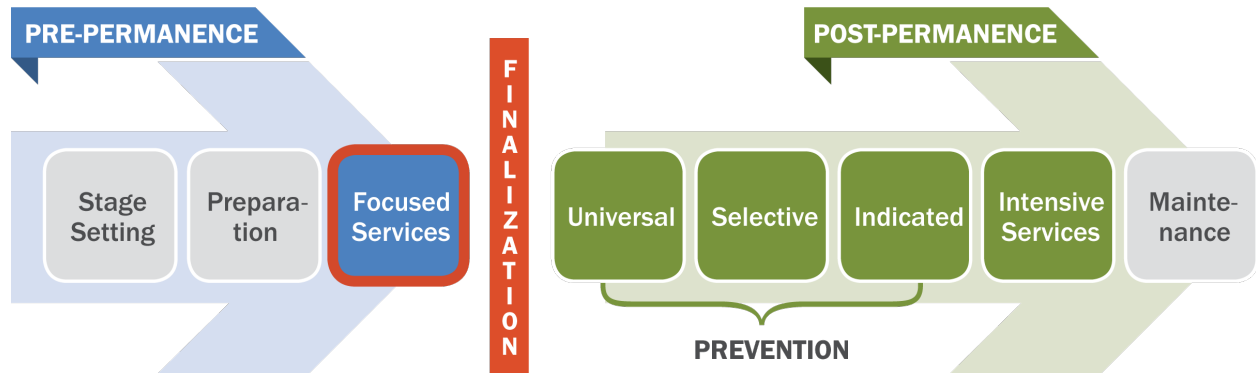 PRE-PERMANENCE
POST-PERMANENCE
FINALIZATION
Stage
Setting
Prepara-
tion
Focused
Services
Universal
Selective
Indicated
Intensive
Services
Mainte-
nance
PREVENTION